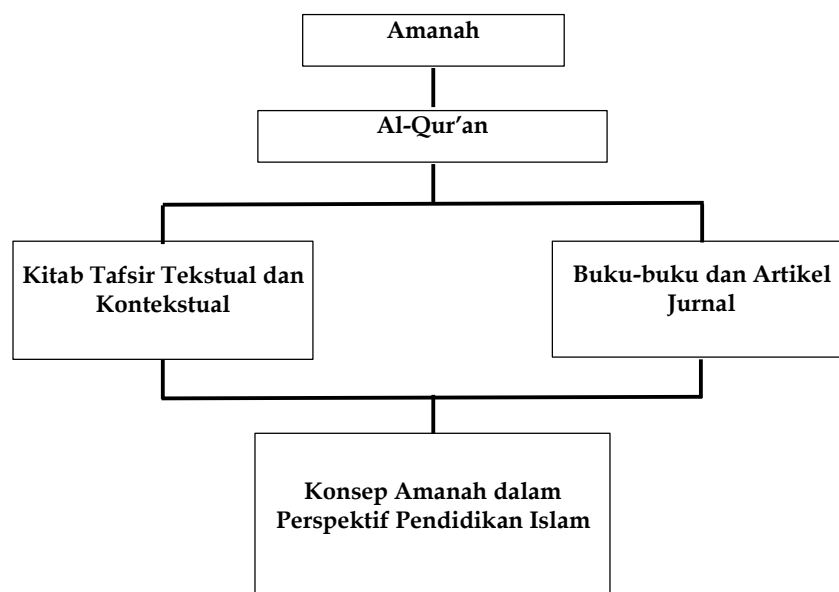 Amanah
Al-Qur’an
Kitab Tafsir Tekstual dan
Kontekstual
Buku-buku dan Artikel
Jurnal
Konsep Amanah dalam
Perspektif Pendidikan Islam